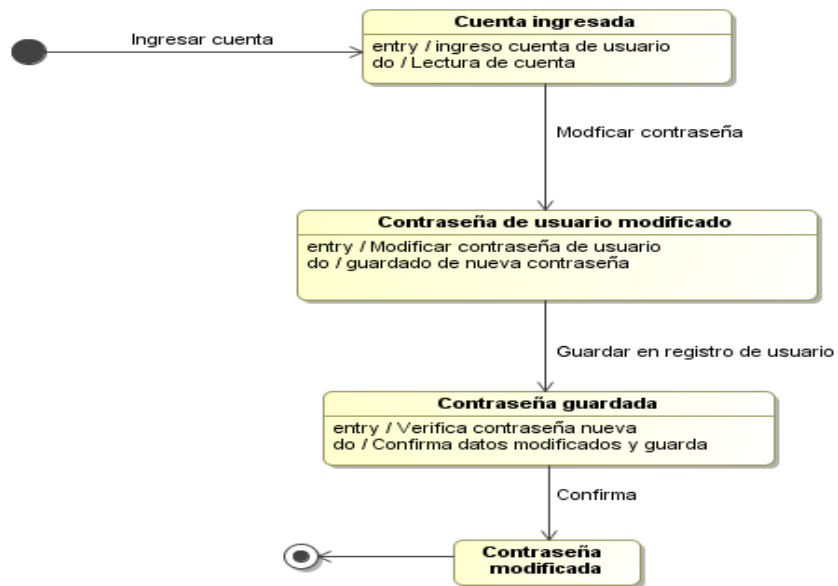 Ingresar cuenta
Cuenta ingresada
entry / ingreso cuenta de usuario
do / Lectura de cuenta
Modficar contraseña
Contraseña de usuario modificado
entry / Modificar contraseña de usuario
do / guardado de nueva contraseña
Guardar en registro de usuario
Contraseña guardada
entry / Verifica contraseña nueva
do / Confirma datos modificados y guarda
Confirma
Contraseña
modificada